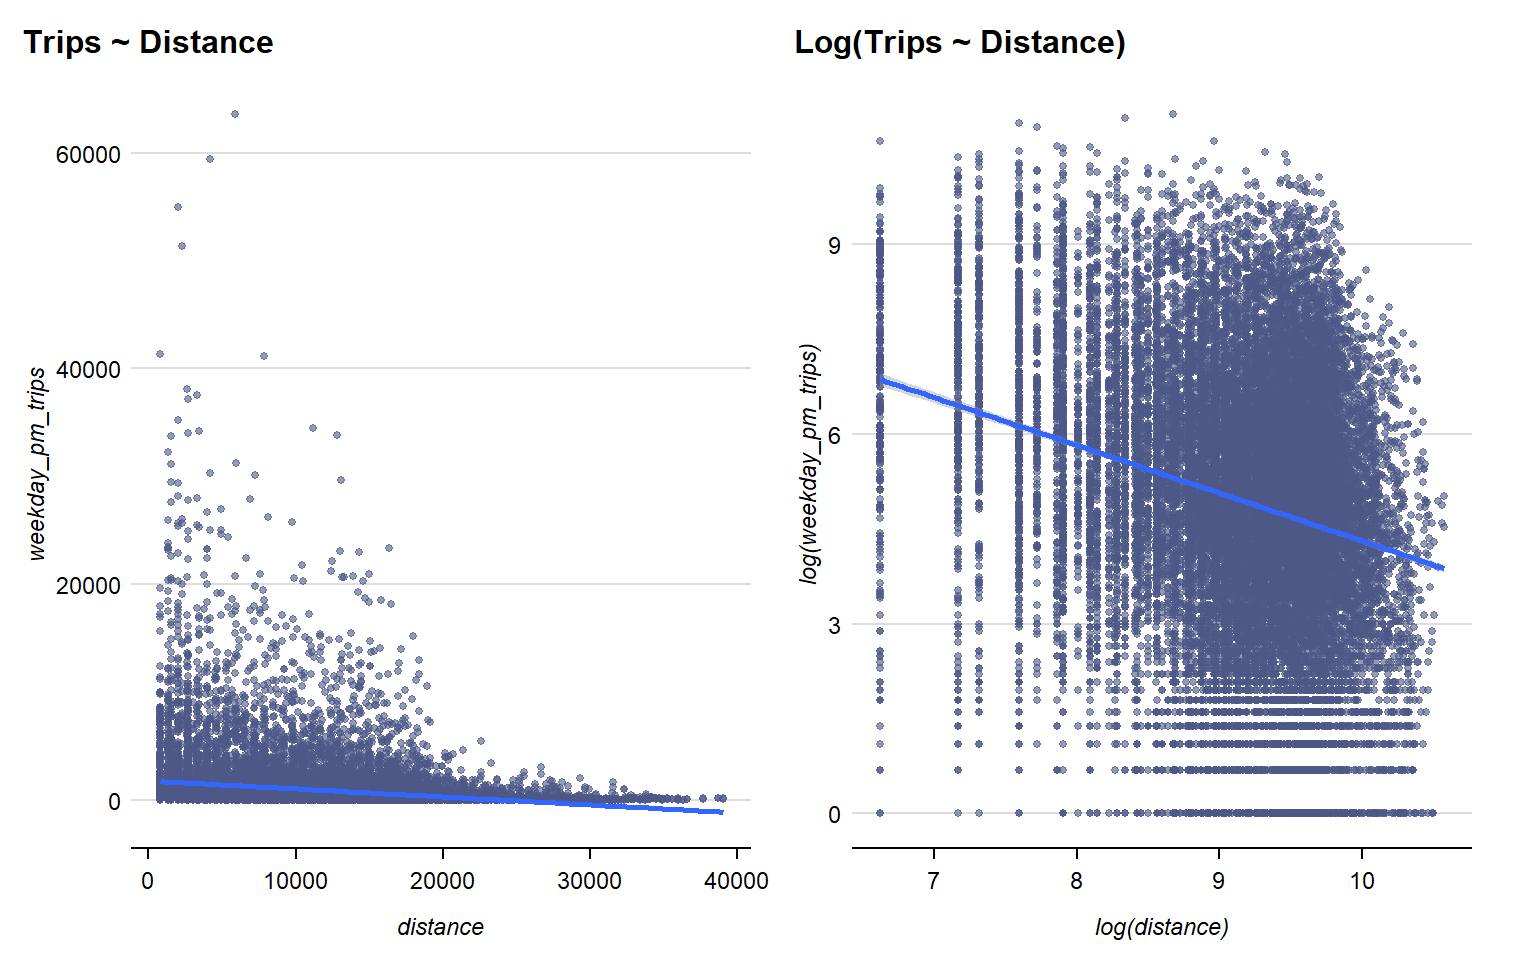 Trips ~ Distance
60000
40000
20000
0
weekday_pm_trips
0 10000 20000 30000 40000
distance
Log(Trips ~ Distance)
9
6
3
0
log(weekday_pm_trips)
7 8 9 10
log(distance)